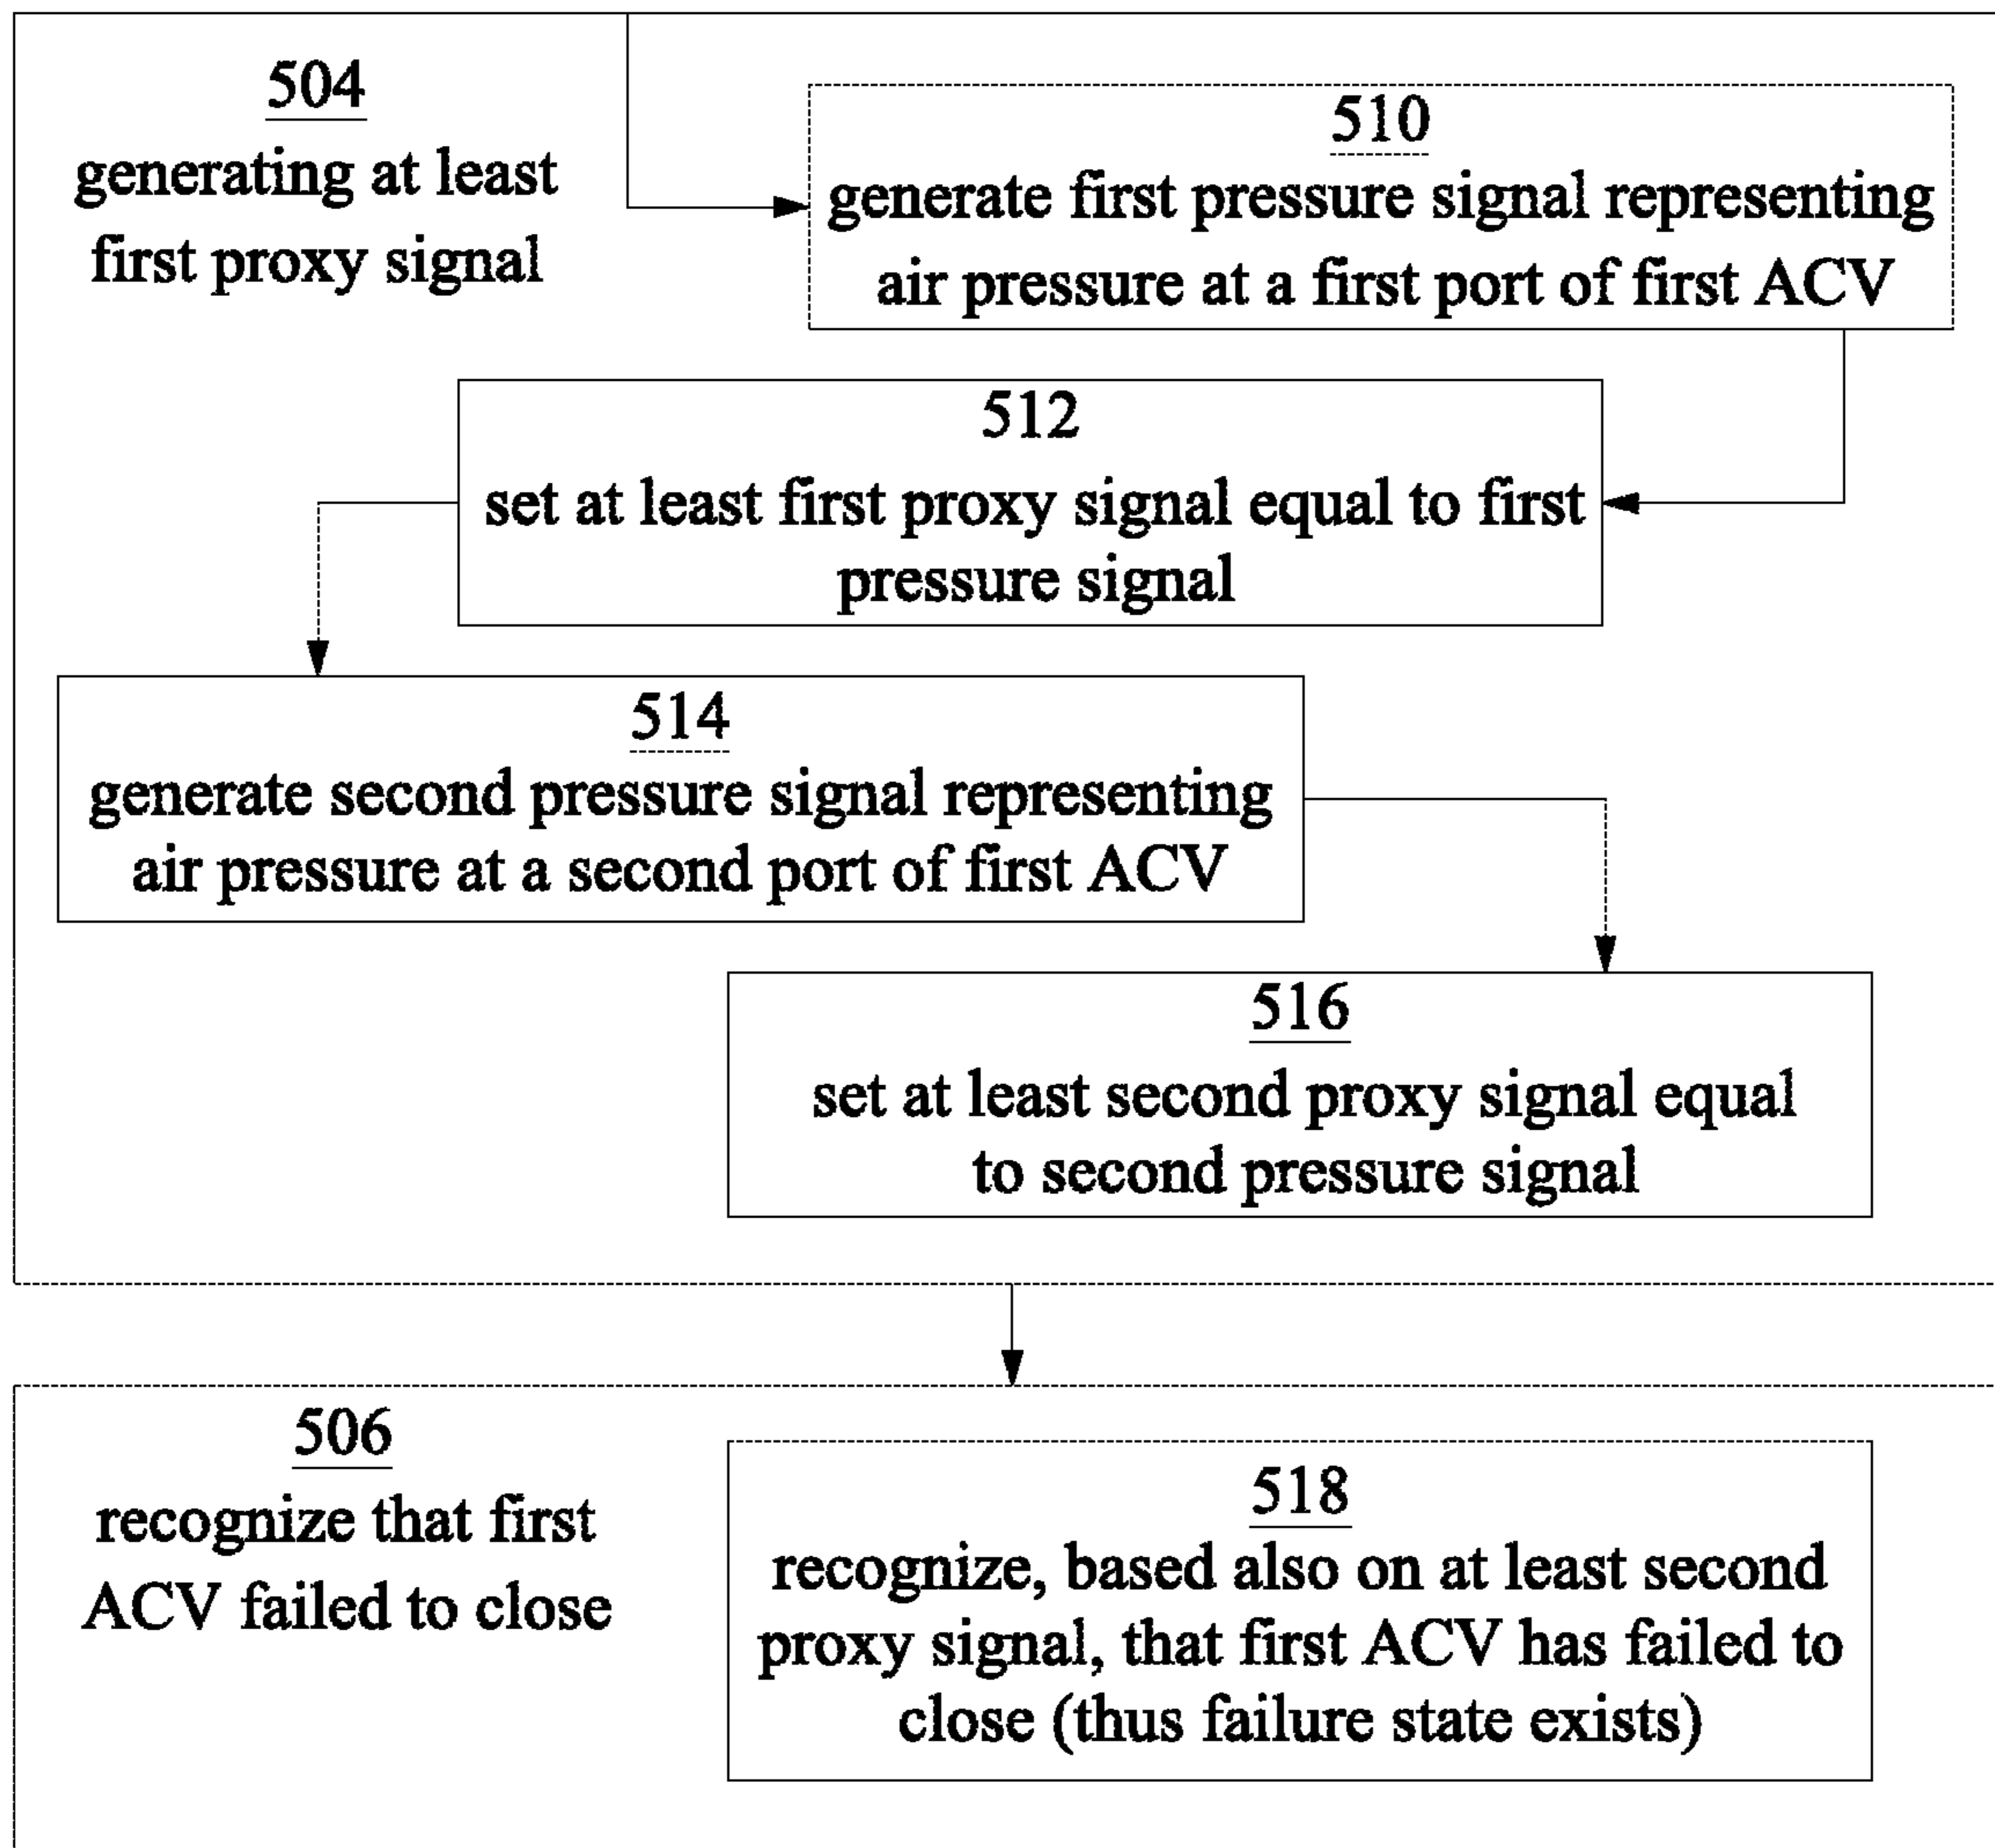 504
generating at least
first proxy signal
510
generate first pressure signal representing
air pressure at a first port of first ACV
512
set at least first proxy signal equal to first
pressure signal
514
generate second pressure signal representing
air pressure at a second port of first ACV
516
set at least second proxy signal equal
to second pressure signal
506
recognize that first
ACV failed to close
518
recognize, based also on at least second
proxy signal, that first ACV has failed to
close (thus failure state exists)